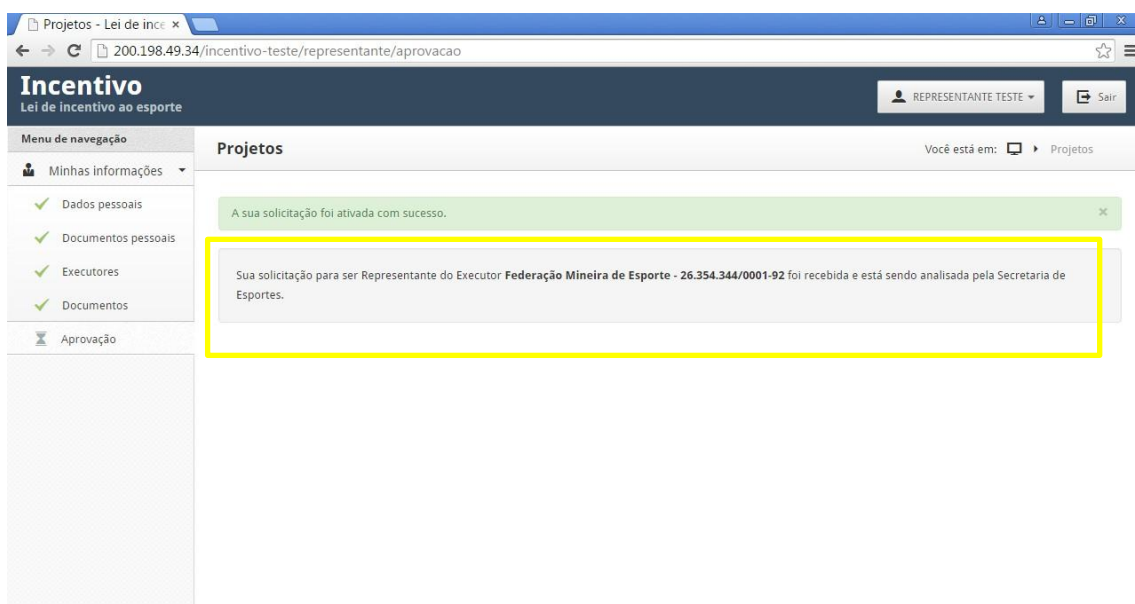 Projetos - Lei de ince
200.198.49.34/incentivo-teste/representante/aprovacao
Incentivo
Lei de incentivo ao esporte
REPRESENTANTE TESTE
Sair
Menu de navegação
Projetos
Você está em:
Projetos
Minhas informações
Dados pessoais
Documentos pessoais
Executores
Documentos
Aprovação
A sua solicitação foi ativada com sucesso.
Sua solicitação para ser Representante do Executor Federação Mineira de Esporte - 26.354.344/0001-92 foi recebida e está sendo analisada pela Secretaria de
Esportes.